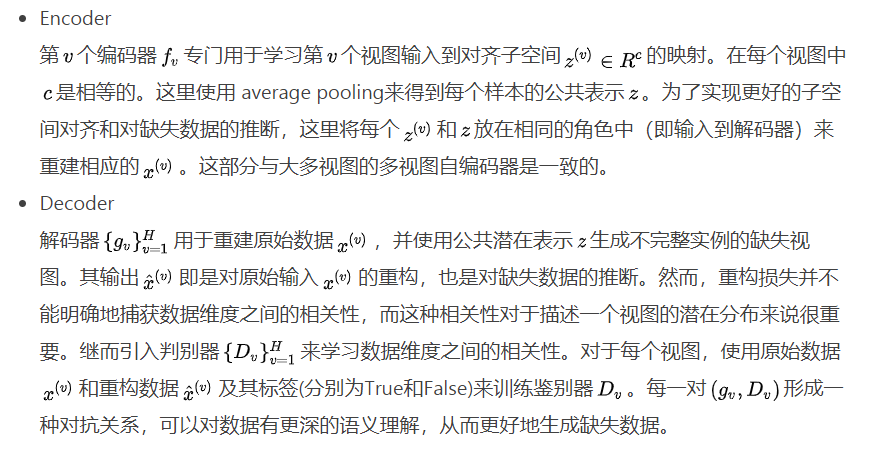 • Encoder
第 v 个编码器 f_v 专门用于学习第 v 个视图输入到对齐子空间 z^{(v)} ∈ R^c 的映射。在每个视图中
c 是相等的。这里使用 average pooling来得到每个样本的公共表示 z 。为了实现更好的子空
间对齐和对缺失数据的推断，这里将每个 z^{(v)} 和 z 放在相同的角色中（即输入到解码器）来
重建相应的 x^{(v)} 。这部分与大多视图的多视图自编码器是一致的。
• Decoder
解码器 {g_v}_{v=1}^H 用于重建原始数据 x^{(v)} ，并使用公共潜在表示 z 生成不完整实例的缺失视
图。其输出 x̂^{(v)} 即是对原始输入 x^{(v)} 的重构，也是对缺失数据的推断。然而，重构损失并不
能明确地捕获数据维度之间的相关性，而这种相关性对于描述一个视图的潜在分布来说很重
要。继而引入判别器 {D_v}_{v=1}^H 来学习数据维度之间的相关性。对于每个视图，使用原始数据
x^{(v)} 和重构数据 x̂^{(v)} 及其标签(分别为True和False)来训练鉴别器 D_v 。每一对 (g_v, D_v) 形成一
种对抗关系，可以对数据有更深的语义理解，从而更好地生成缺失数据。